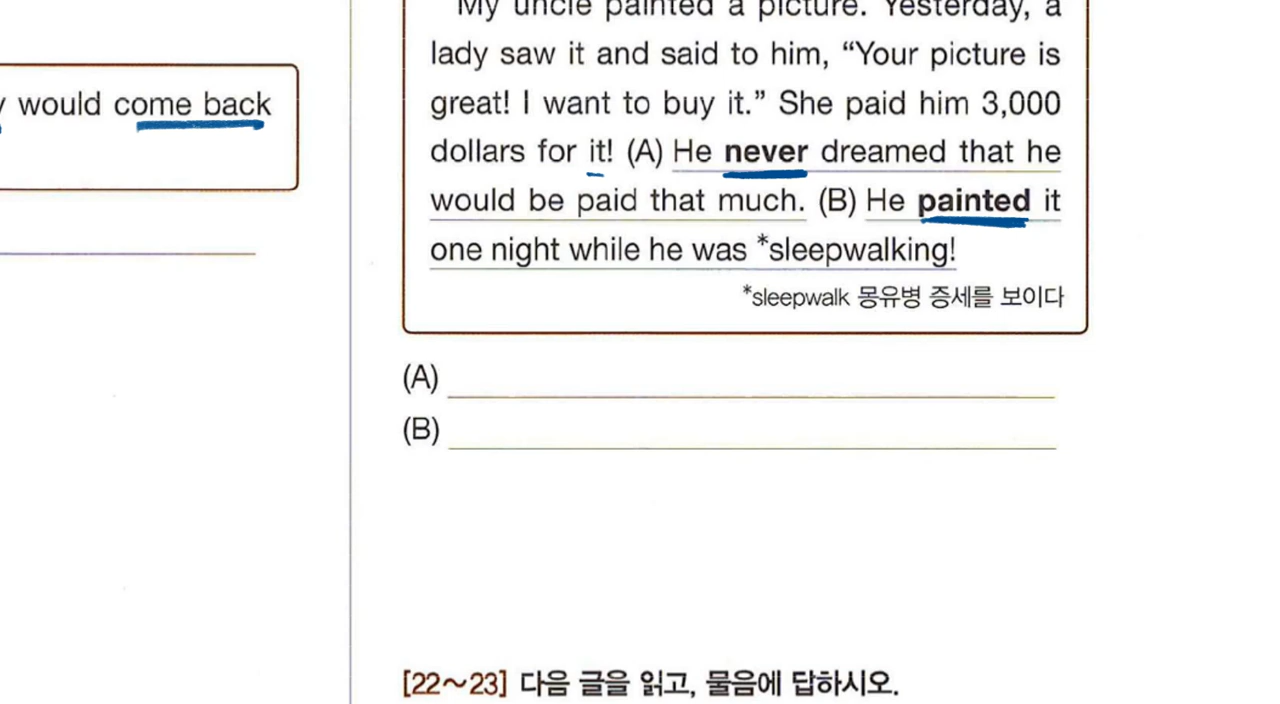 y would come back
My uncle painted a picture. Yesterday, a
lady saw it and said to him, “Your picture is
great! I want to buy it.” She paid him 3,000
dollars for it! (A) He never dreamed that he
would be paid that much. (B) He painted it
one night while he was *sleepwalking!
*sleepwalk 몽유병 증세를 보이다
(A)
(B)
[22～23] 다음 글을 읽고, 물음에 답하시오.